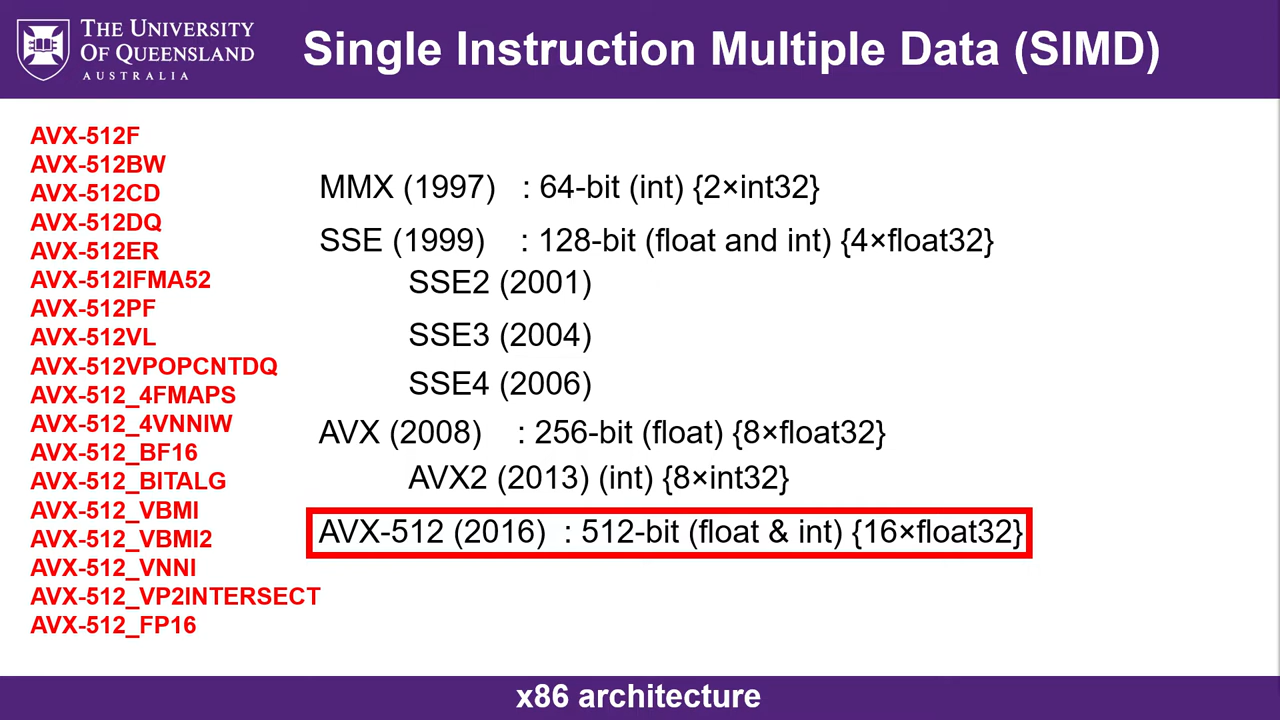 THE UNIVERSITY
OF QUEENSLAND
AUSTRALIA
Single Instruction Multiple Data (SIMD)
AVX-512F
AVX-512BW
AVX-512CD
AVX-512DQ
AVX-512ER
AVX-512IFMA52
AVX-512PF
AVX-512VL
AVX-512VPOPCNTDQ
AVX-512_4FMAPS
AVX-512_4VNNIW
AVX-512_BF16
AVX-512_BITALG
AVX-512_VBMI
AVX-512_VBMI2
AVX-512_VNNI
AVX-512_VP2INTERSECT
AVX-512_FP16
MMX (1997) : 64-bit (int) {2×int32}
SSE (1999) : 128-bit (float and int) {4×float32}
SSE2 (2001)
SSE3 (2004)
SSE4 (2006)
AVX (2008) : 256-bit (float) {8×float32}
AVX2 (2013) (int) {8×int32}
AVX-512 (2016) : 512-bit (float & int) {16×float32}
x86 architecture